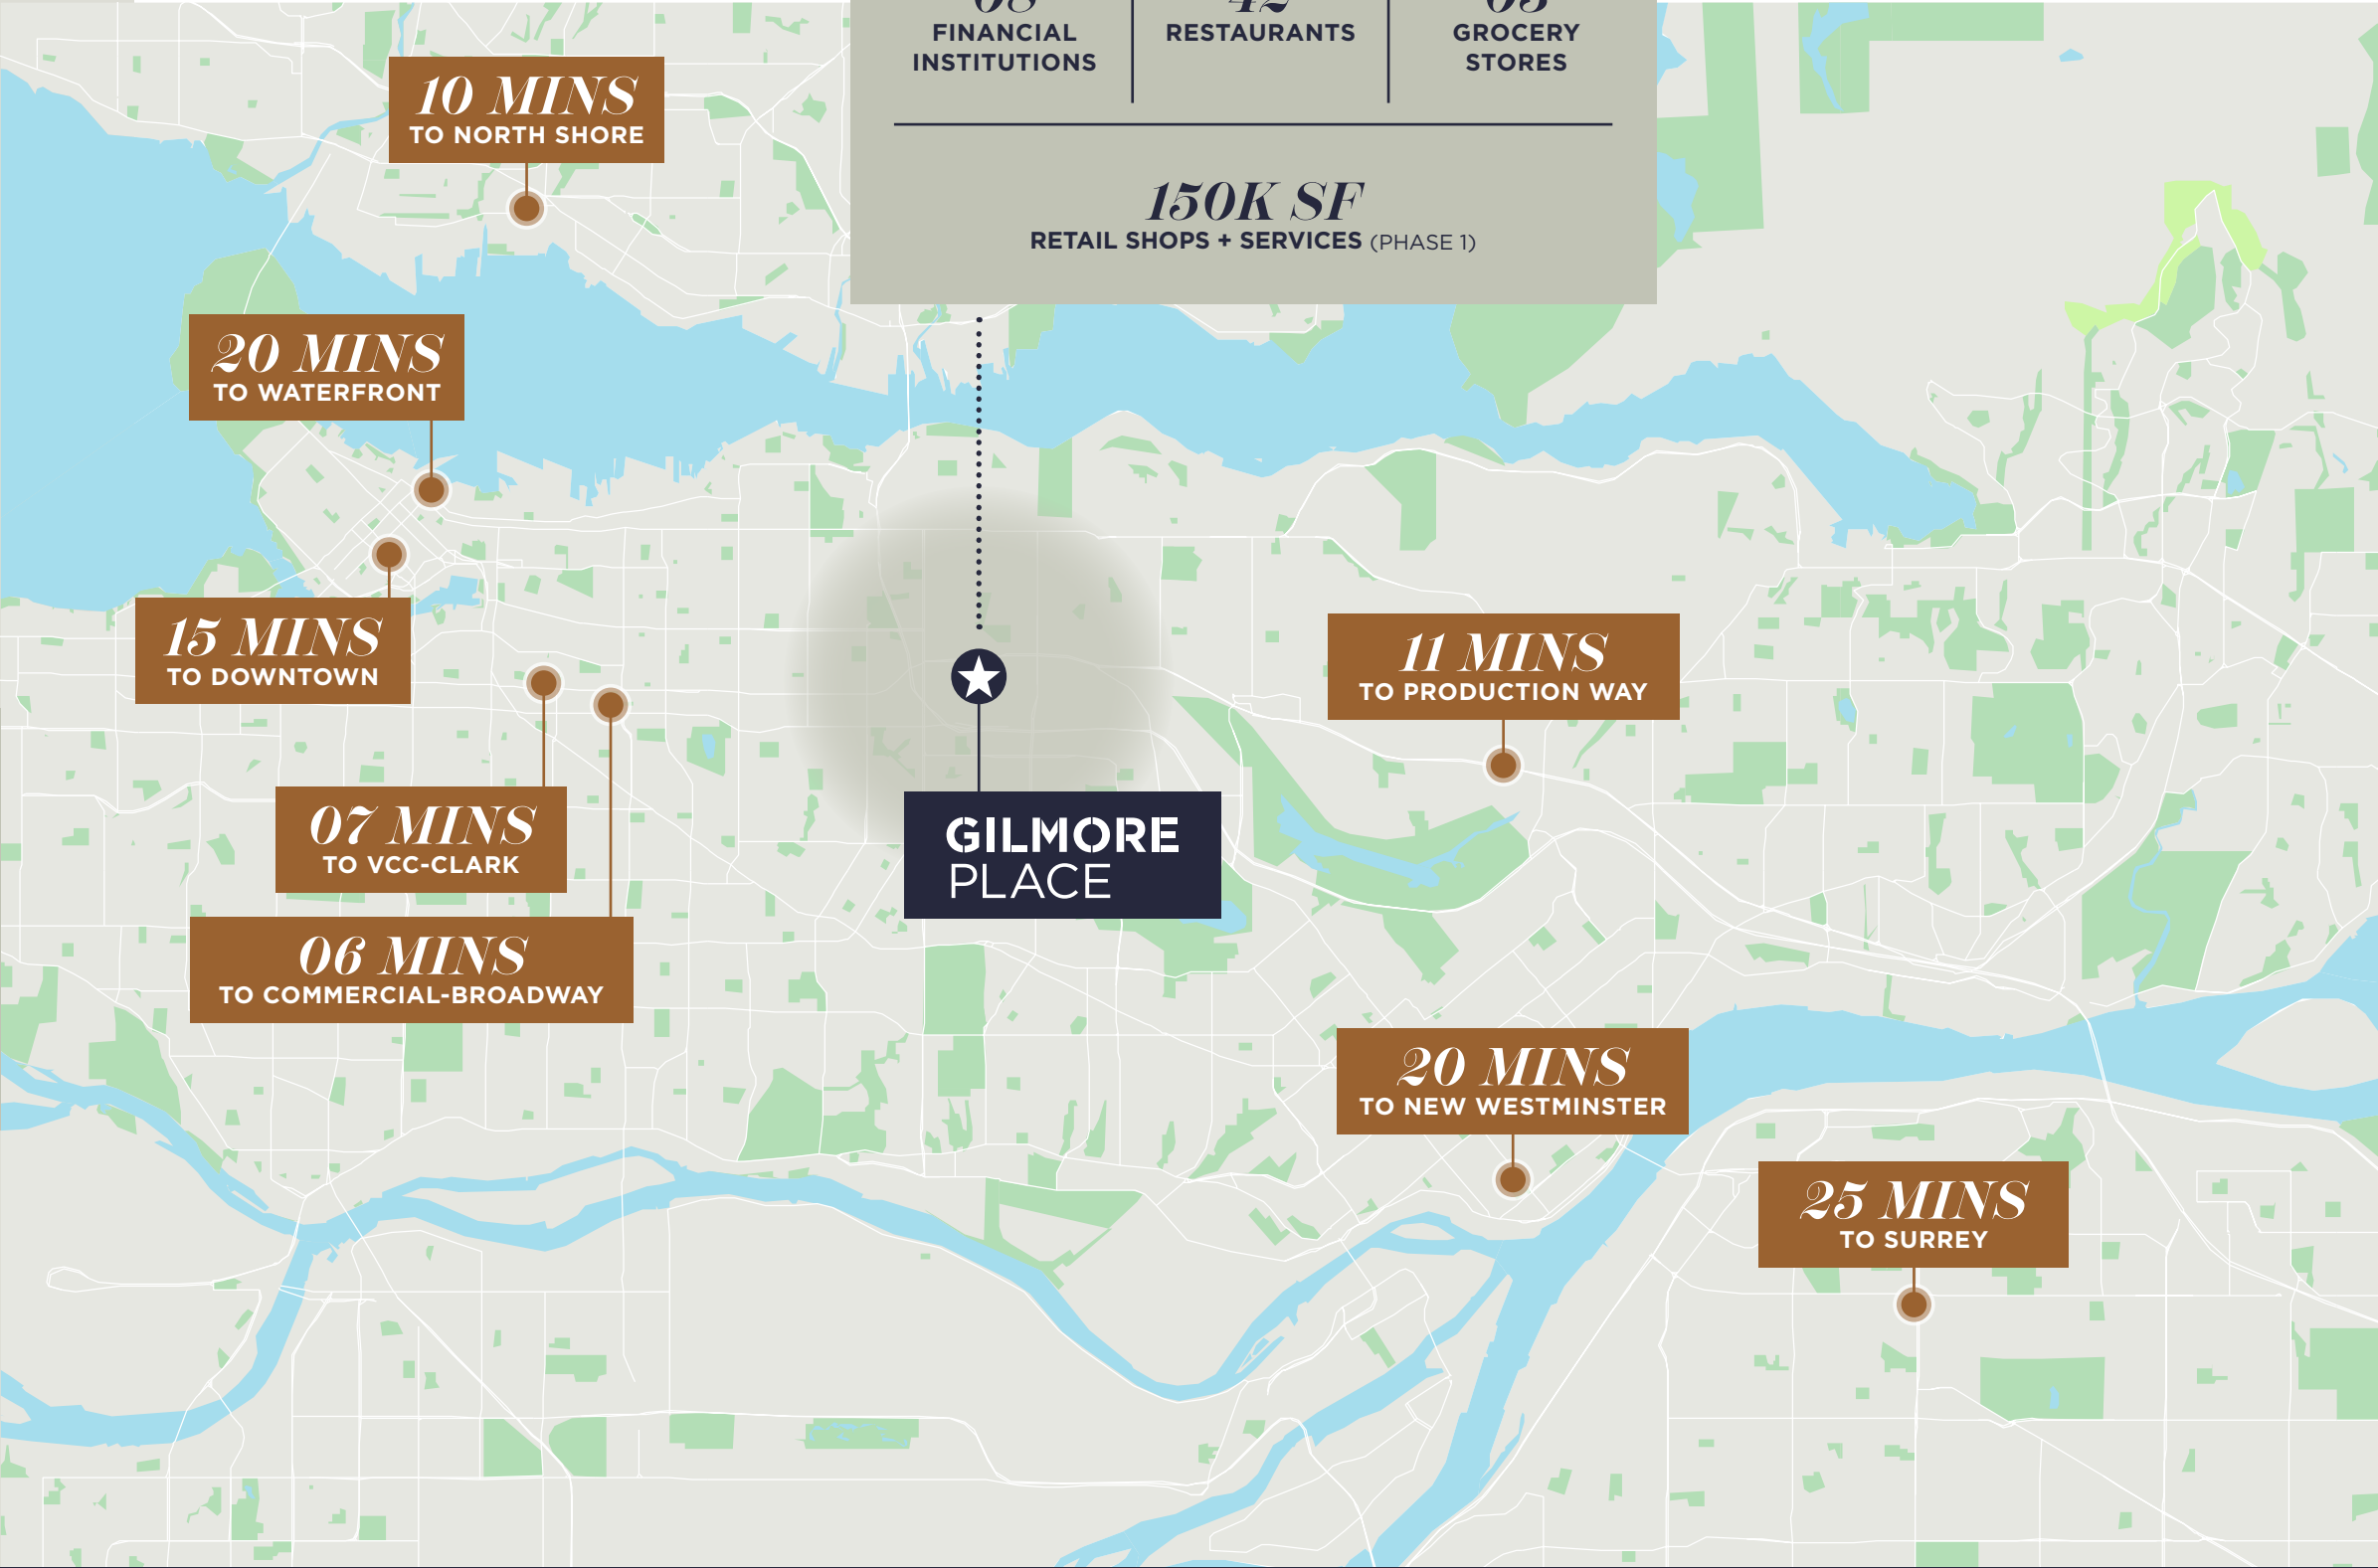 FINANCIAL
INSTITUTIONS
42
RESTAURANTS
GROCERY
STORES
150K SF
RETAIL SHOPS + SERVICES (PHASE 1)
10 MINS
TO NORTH SHORE
20 MINS
TO WATERFRONT
15 MINS
TO DOWNTOWN
11 MINS
TO PRODUCTION WAY
07 MINS
TO VCC-CLARK
GILMORE
PLACE
06 MINS
TO COMMERCIAL-BROADWAY
20 MINS
TO NEW WESTMINSTER
25 MINS
TO SURREY